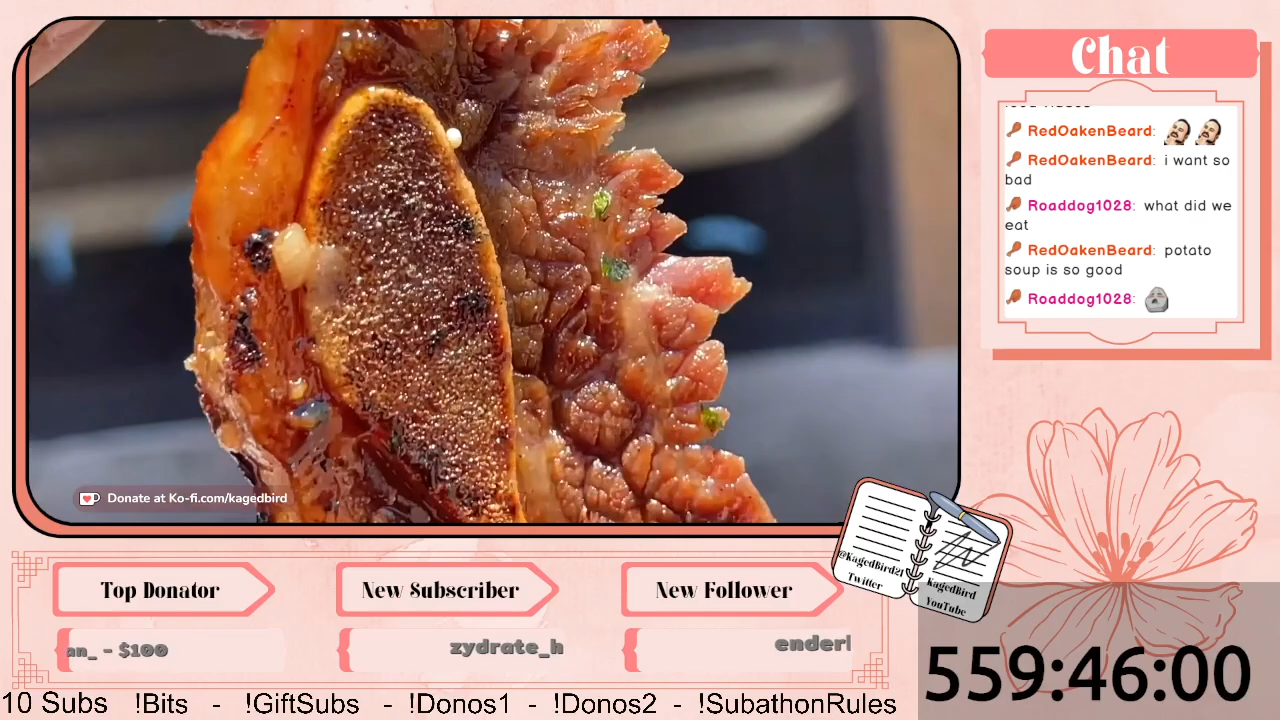 Chat
RedOakenBeard:
RedOakenBeard: i want so
bad
Roaddog1028: what did we
eat
RedOakenBeard: potato
soup is so good
Roaddog1028:
Donate at Ko-fi.com/kagedbird
@KagedBird21
Twitter
KagedBird
YouTube
Top Donator
New Subscriber
New Follower
an_ - $100
zydrate_h
enderl
559:46:00
10 Subs !Bits - !GiftSubs - !Donos1 - !Donos2 - !SubathonRules